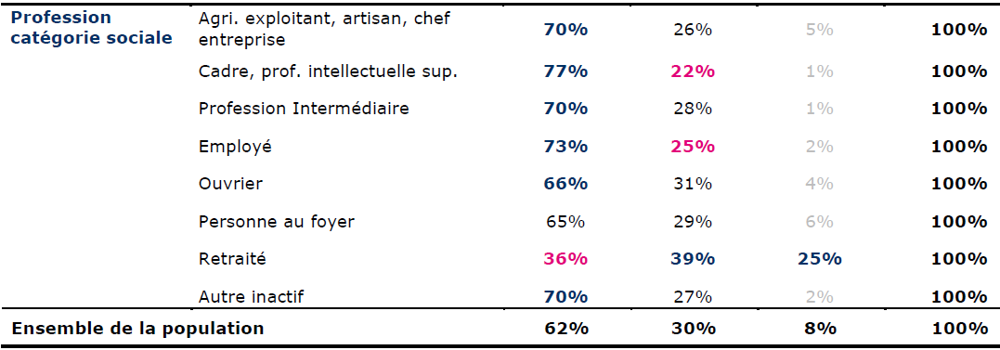 Profession
catégorie sociale
Agri. exploitant, artisan, chef
entreprise 70% 26% 5% 100%
Cadre, prof. intellectuelle sup. 77% 22% 1% 100%
Profession Intermédiaire 70% 28% 1% 100%
Employé 73% 25% 2% 100%
Ouvrier 66% 31% 4% 100%
Personne au foyer 65% 29% 6% 100%
Retraité 36% 39% 25% 100%
Autre inactif 70% 27% 2% 100%
Ensemble de la population 62% 30% 8% 100%